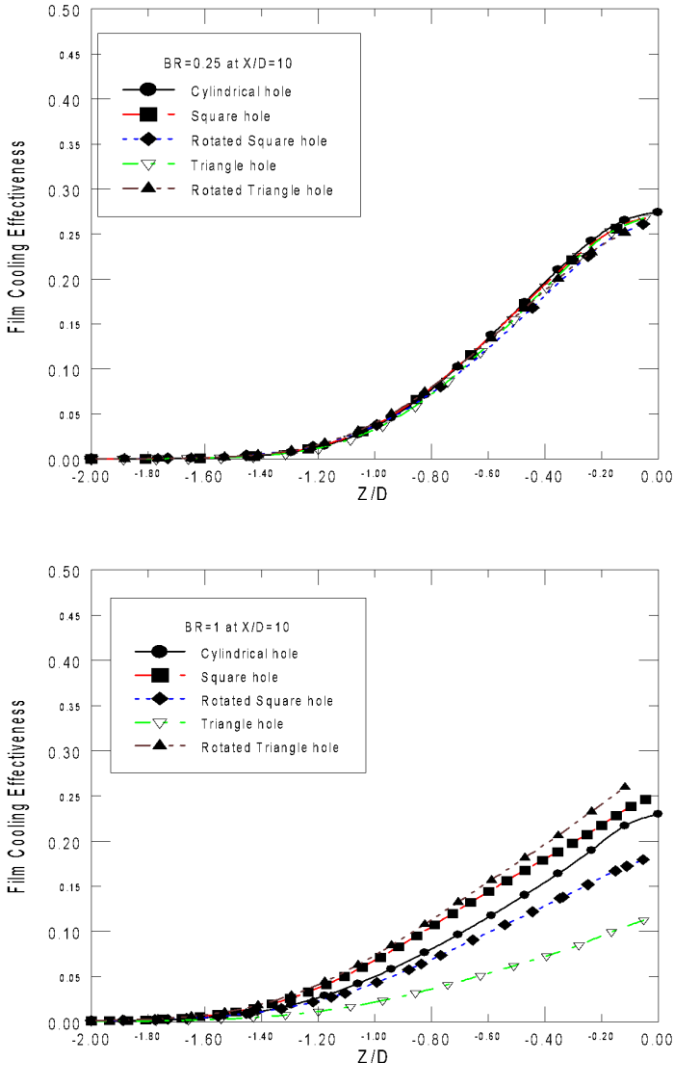 0.50
0.45
0.40
0.35
0.30
0.25
0.20
0.15
0.10
0.05
0.00
Film Cooling Effectiveness
BR=0.25 at X/D=10
Cylindrical hole
Square hole
Rotated Square hole
Triangle hole
Rotated Triangle hole
-2.00 -1.80 -1.60 -1.40 -1.20 -1.00 -0.80 -0.60 -0.40 -0.20 0.00
Z/D
0.50
0.45
0.40
0.35
0.30
0.25
0.20
0.15
0.10
0.05
0.00
Film Cooling Effectiveness
BR=1 at X/D=10
Cylindrical hole
Square hole
Rotated Square hole
Triangle hole
Rotated Triangle hole
-2.00 -1.80 -1.60 -1.40 -1.20 -1.00 -0.80 -0.60 -0.40 -0.20 0.00
Z/D